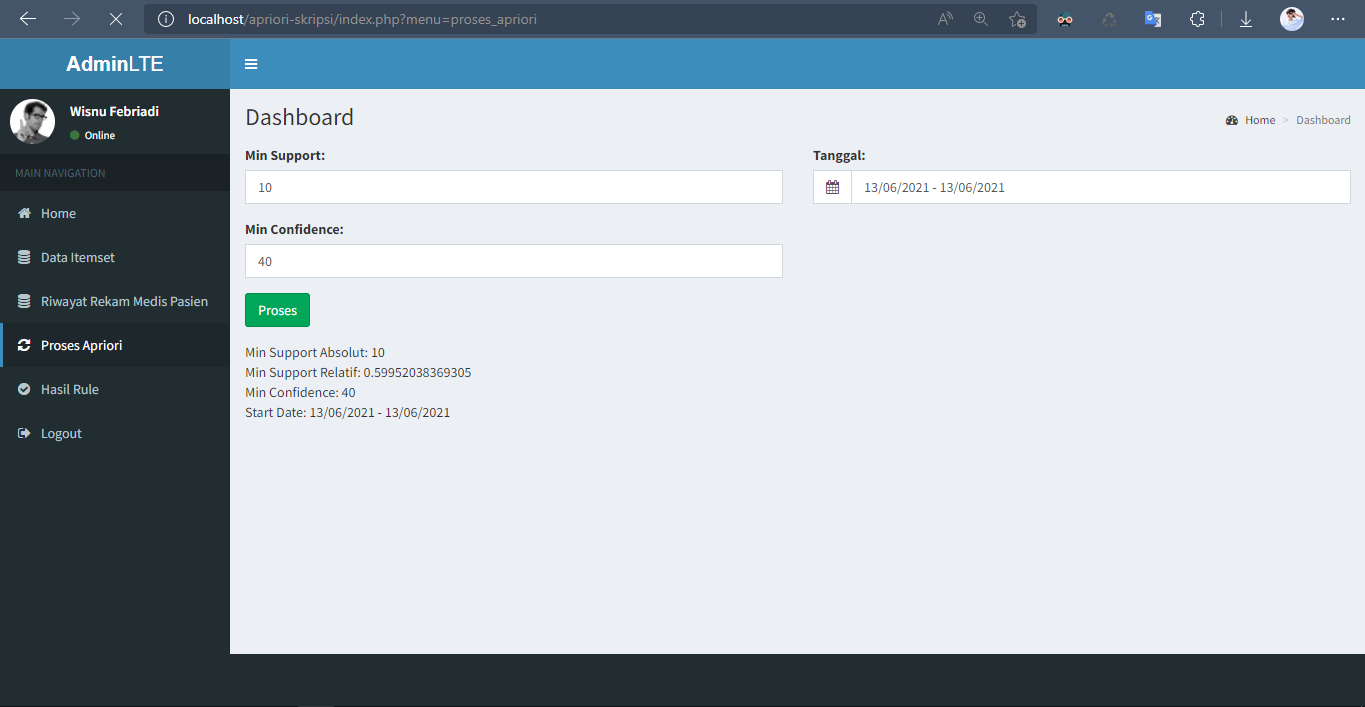 localhost/apriori-skripsi/index.php?menu=proses_apriori
AdminLTE
Wisnu Febriadi
Online
MAIN NAVIGATION
Home
Data Itemset
Riwayat Rekam Medis Pasien
Proses Apriori
Hasil Rule
Logout
Dashboard
Home > Dashboard
Min Support:
10
Tanggal:
13/06/2021 - 13/06/2021
Min Confidence:
40
Proses
Min Support Absolut: 10
Min Support Relatif: 0.59952038369305
Min Confidence: 40
Start Date: 13/06/2021 - 13/06/2021